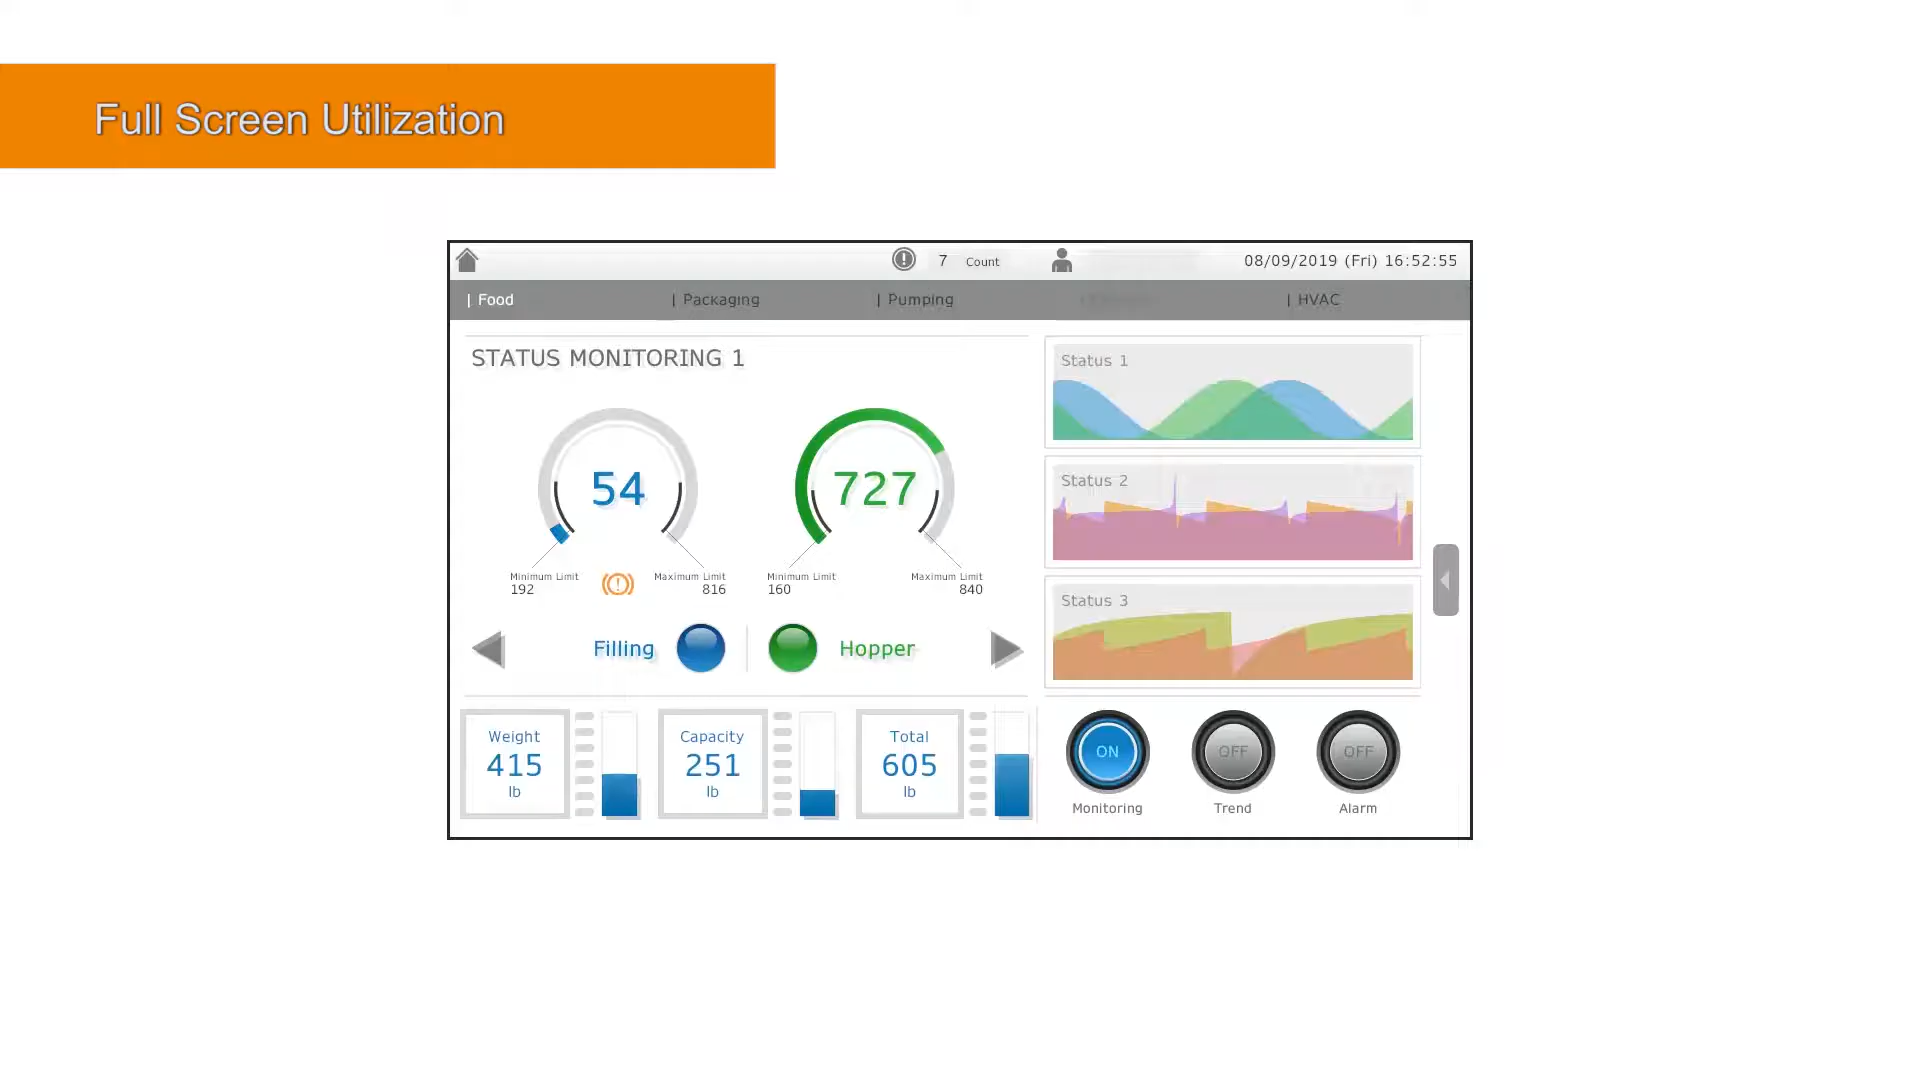 Full Screen Utilization
7 Count
08/09/2019 (Fri) 16:52:55
| Food
| Packaging
| Pumping
| HVAC
STATUS MONITORING 1
54
727
Minimum Limit
192
Maximum Limit
816
Minimum Limit
160
Maximum Limit
840
Filling
Hopper
Status 1
Status 2
Status 3
Weight
415
lb
Capacity
251
lb
Total
605
lb
ON
Monitoring
OFF
Trend
OFF
Alarm